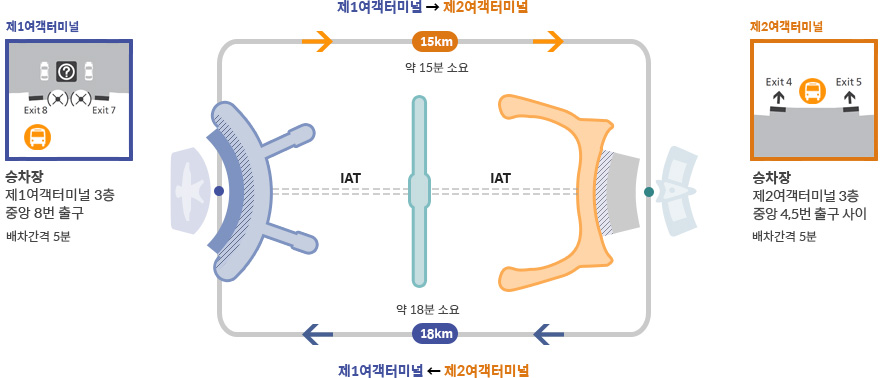 제1여객터미널 → 제2여객터미널
제1여객터미널
Exit 8
Exit 7
승차장
제1여객터미널 3층
중앙 8번 출구
배차간격 5분
15km
약 15분 소요
IAT
IAT
약 18분 소요
18km
제1여객터미널 ← 제2여객터미널
제2여객터미널
Exit 4
Exit 5
승차장
제2여객터미널 3층
중앙 4,5번 출구 사이
배차간격 5분